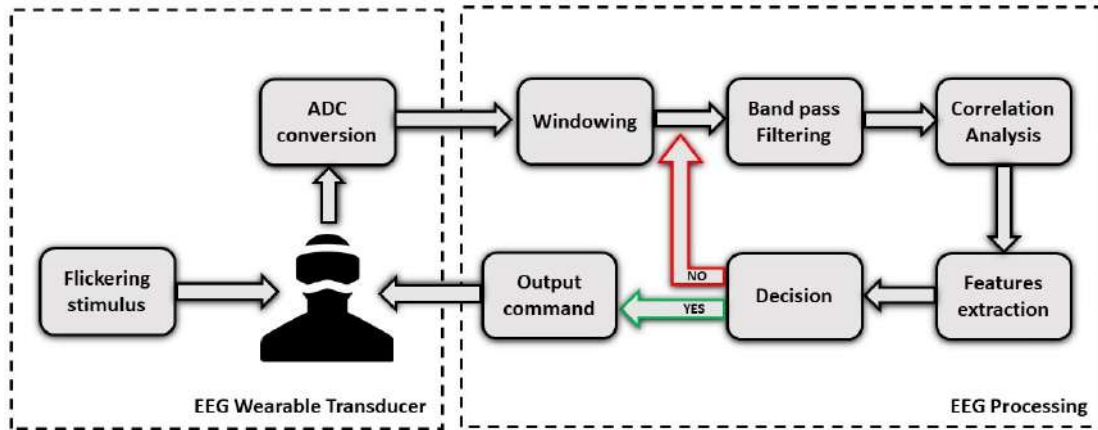 ADC
conversion
Windowing
Band pass
Filtering
Correlation
Analysis
Flickering
stimulus
Output
command
NO
YES
Decision
Features
extraction
EEG Wearable Transducer
EEG Processing